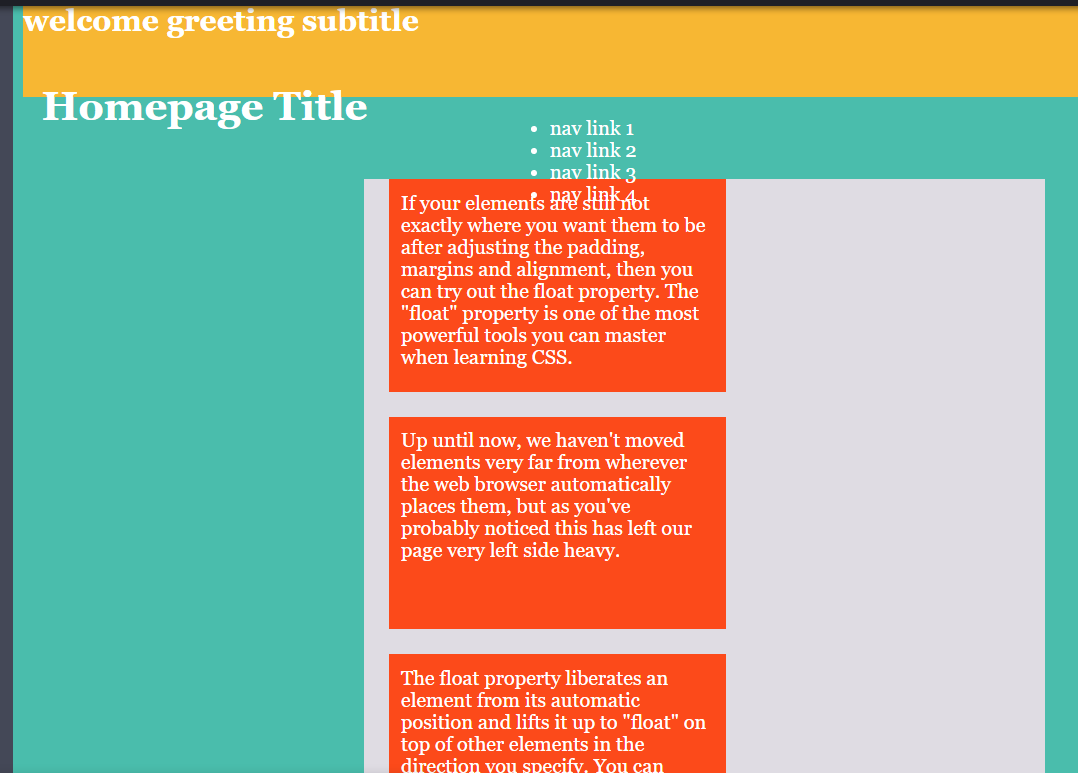 welcome greeting subtitle
Homepage Title
nav link 1
nav link 2
nav link 3
nav link 4
If your elements are still not
exactly where you want them to be
after adjusting the padding,
margins and alignment, then you
can try out the float property. The
"float" property is one of the most
powerful tools you can master
when learning CSS.
Up until now, we haven't moved
elements very far from wherever
the web browser automatically
places them, but as you've
probably noticed this has left our
page very left side heavy.
The float property liberates an
element from its automatic
position and lifts it up to "float" on
top of other elements in the
direction you specify. You can